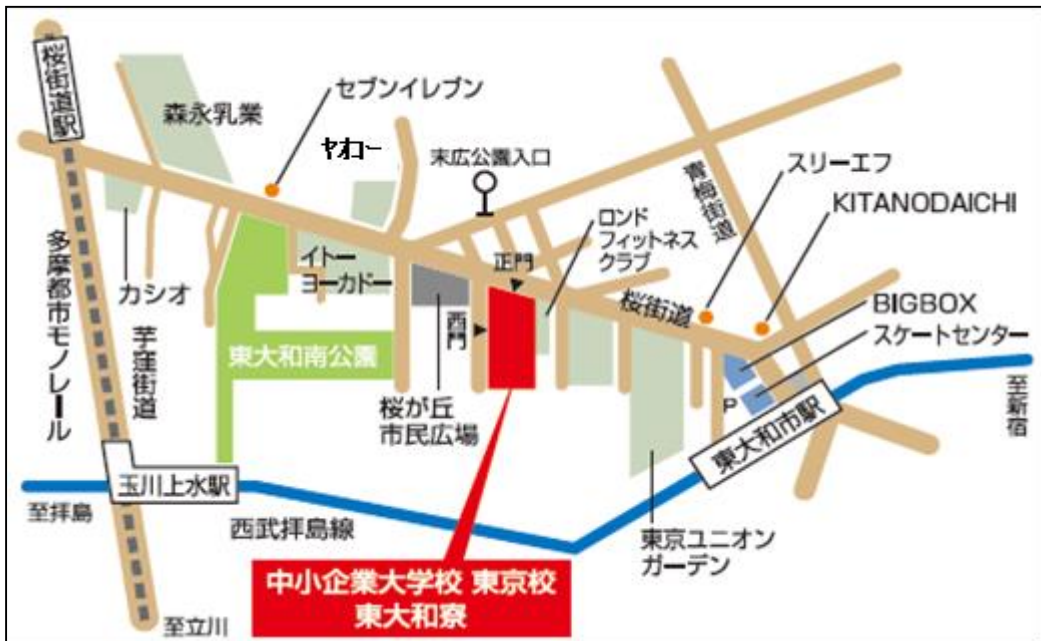 桜街道駅
森永乳業
セブンイレブン
ヤオコー
末広公園入口
青梅街道
スリーエフ
KITANODAICHI
ロンド
フィットネス
クラブ
正門
イトー
ヨーカドー
カシオ
多摩都市モノレール
芋窪街道
西門
桜街道
BIGBOX
スケートセンター
東大和南公園
桜が丘
市民広場
P
東大和市駅
至新宿
玉川上水駅
至拝島
西武拝島線
東京ユニオン
ガーデン
中小企業大学校 東京校
東大和寮
至立川